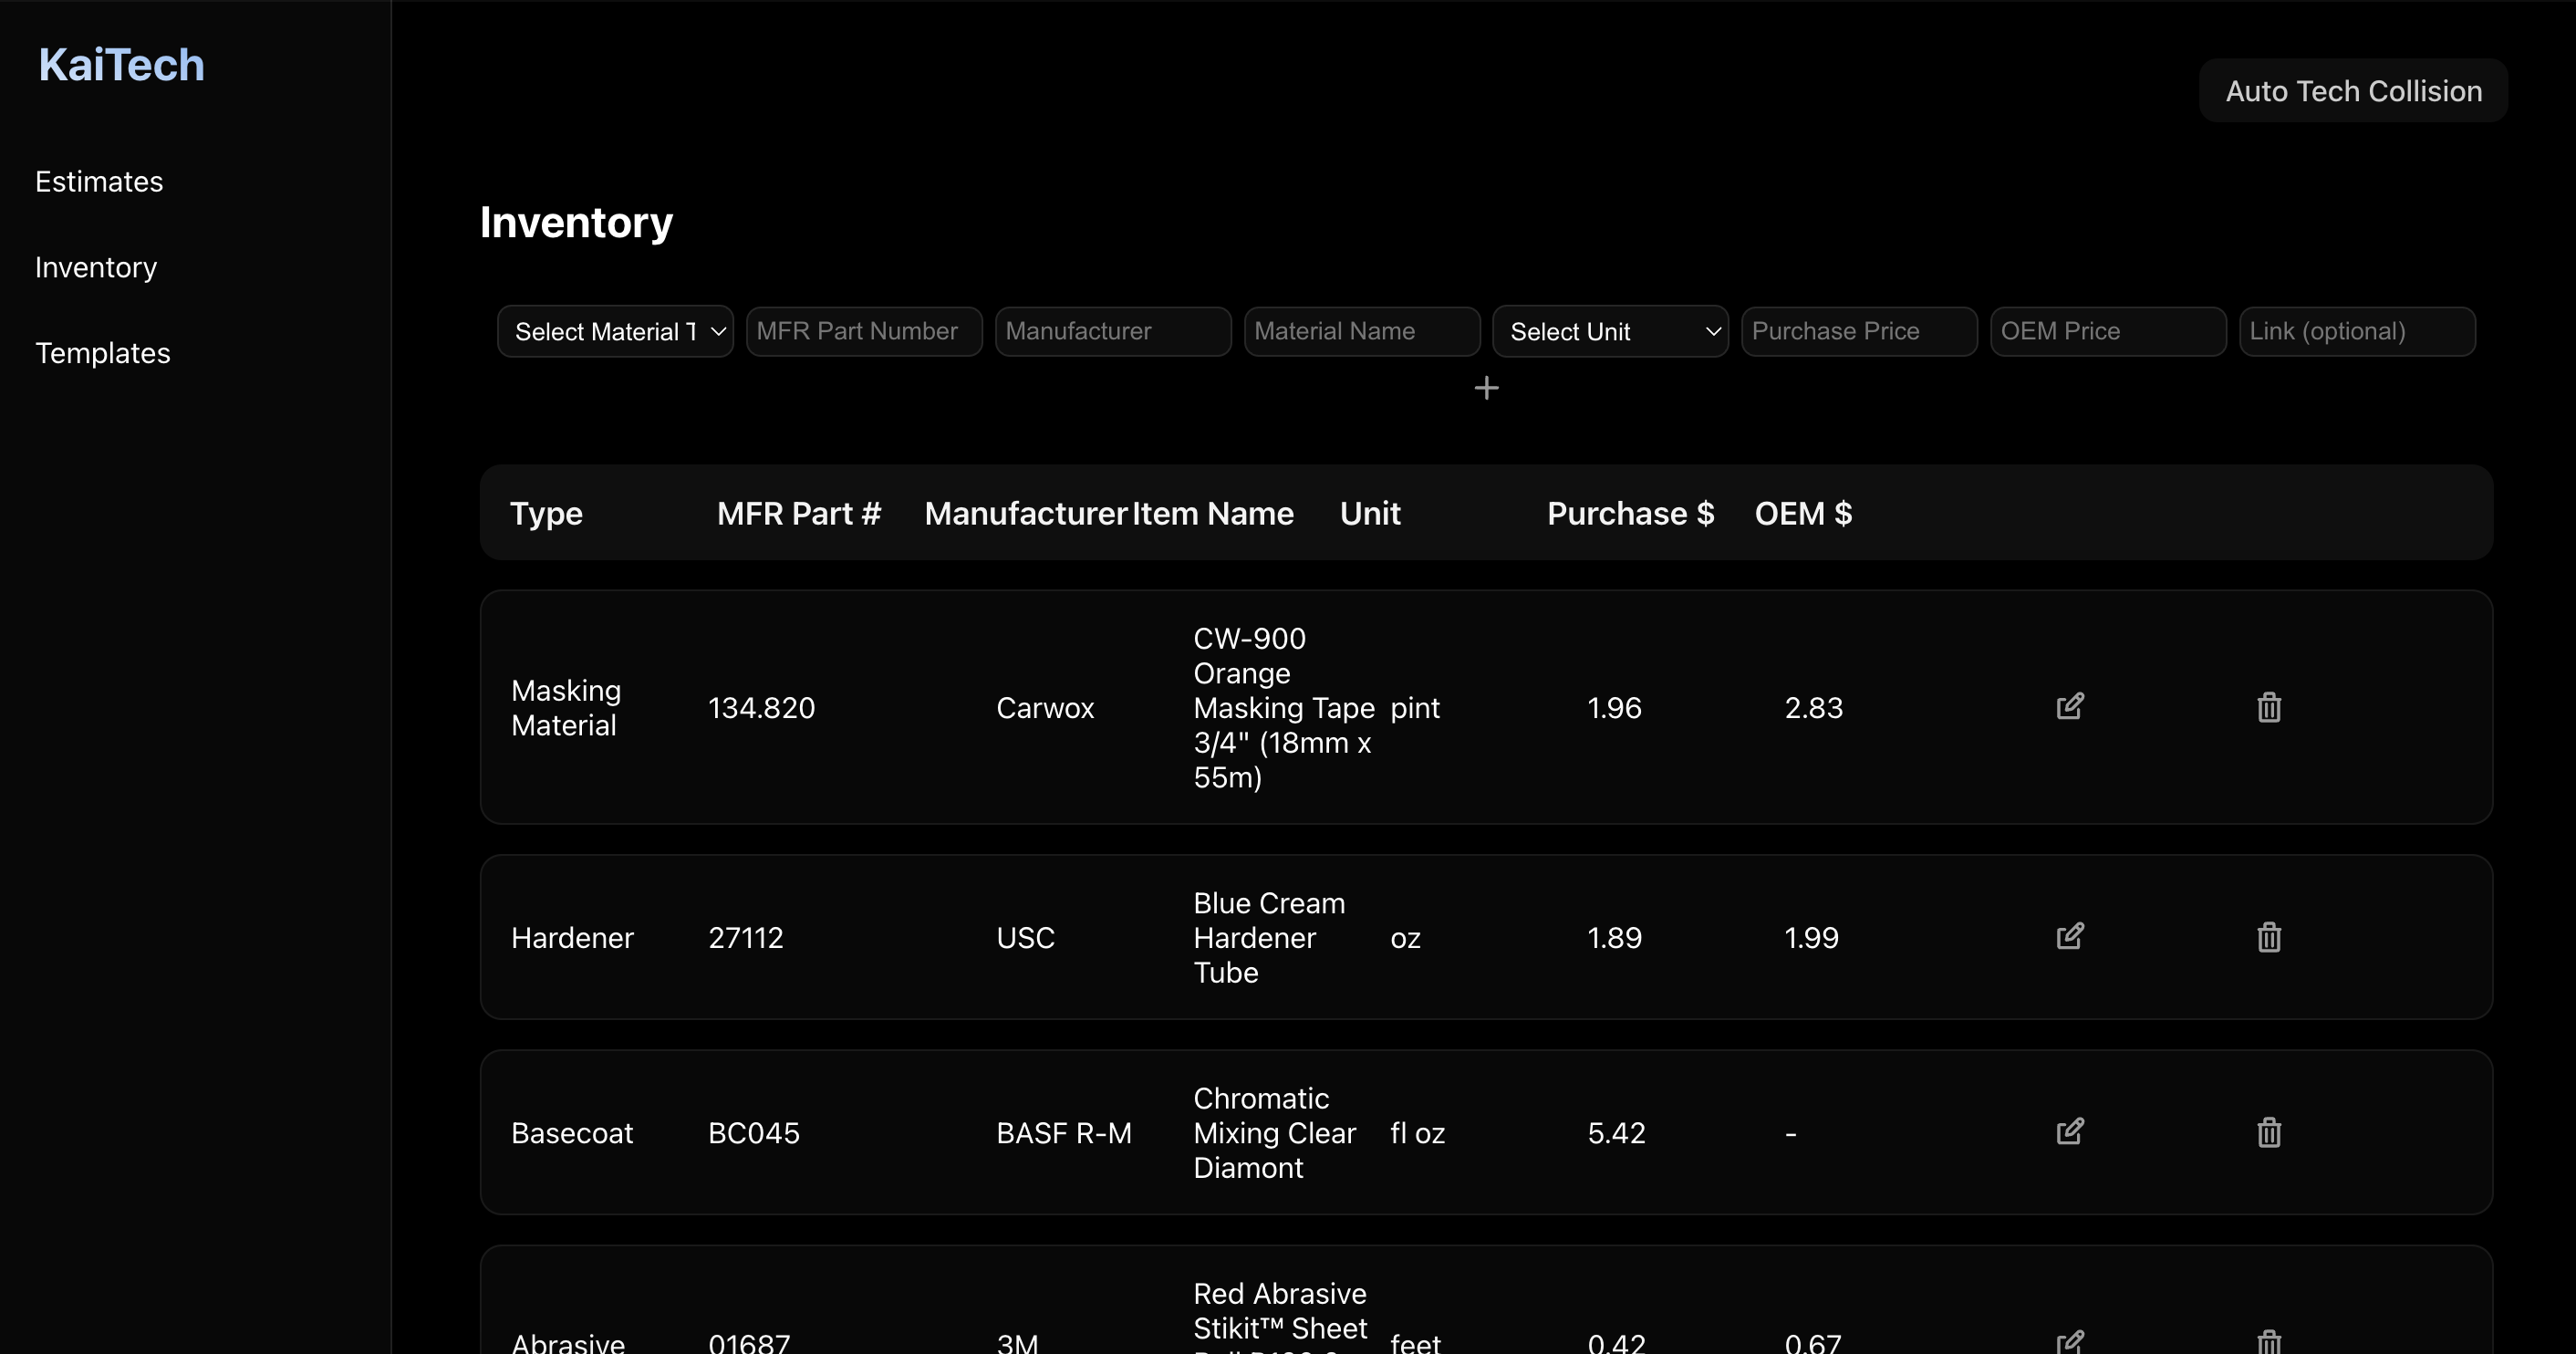 KaiTech
Auto Tech Collision
Estimates
Inventory
Templates
Inventory
Select Material T
MFR Part Number
Manufacturer
Material Name
Select Unit
Purchase Price
OEM Price
Link (optional)
Type MFR Part # Manufacturer Item Name Unit Purchase $ OEM $
Masking
Material
134.820
Carwox
CW-900
Orange
Masking Tape
3/4" (18mm x
55m)
pint
1.96
2.83
Hardener
27112
USC
Blue Cream
Hardener
Tube
oz
1.89
1.99
Basecoat
BC045
BASF R-M
Chromatic
Mixing Clear
Diamont
fl oz
5.42
-
Abrasive
01687
3M
Red Abrasive
Stikit™ Sheet
feet
0.42
0.67